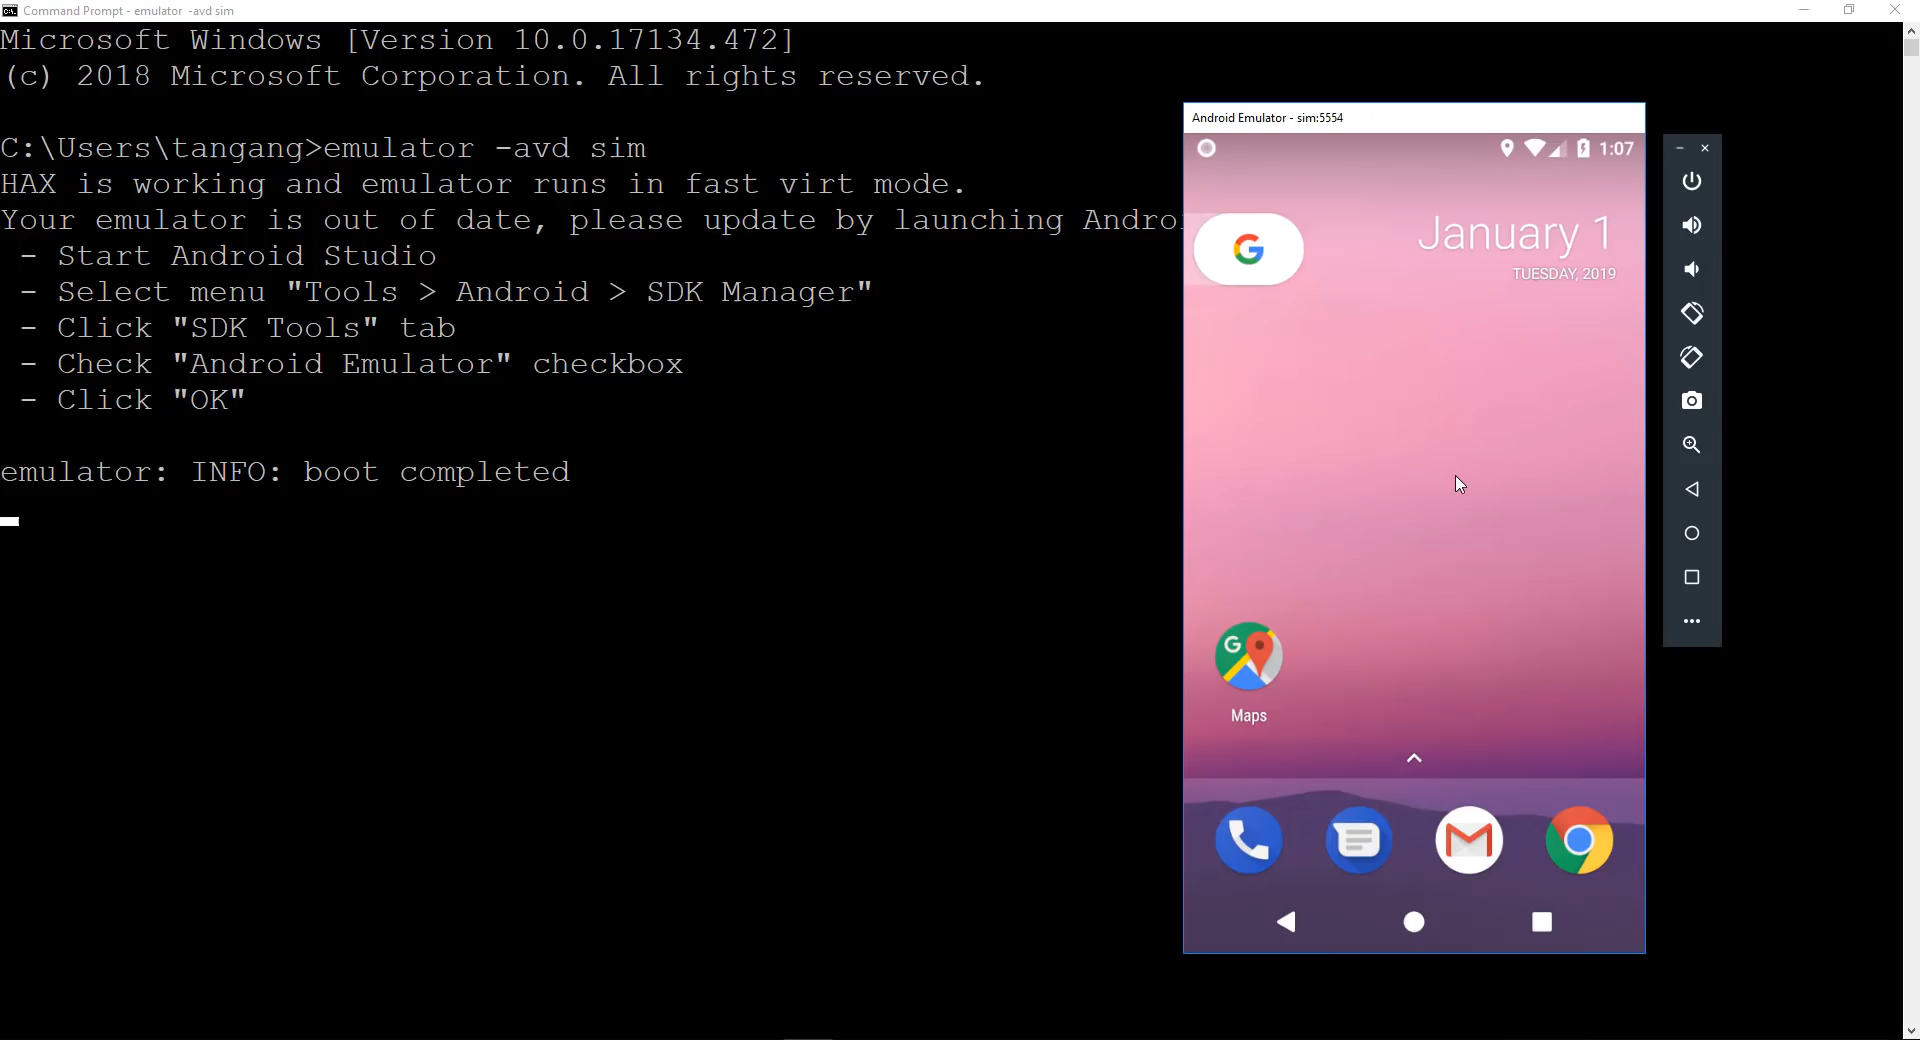 Command Prompt - emulator -avd sim
Microsoft Windows [Version 10.0.17134.472]
(c) 2018 Microsoft Corporation. All rights reserved.
C:\Users\tangang>emulator -avd sim
HAX is working and emulator runs in fast virt mode.
Your emulator is out of date, please update by launching Andro
- Start Android Studio
- Select menu "Tools > Android > SDK Manager"
- Click "SDK Tools" tab
- Check "Android Emulator" checkbox
- Click "OK"
emulator: INFO: boot completed
Android Emulator - sim:5554
1:07
G
January 1
TUESDAY, 2019
G
Maps